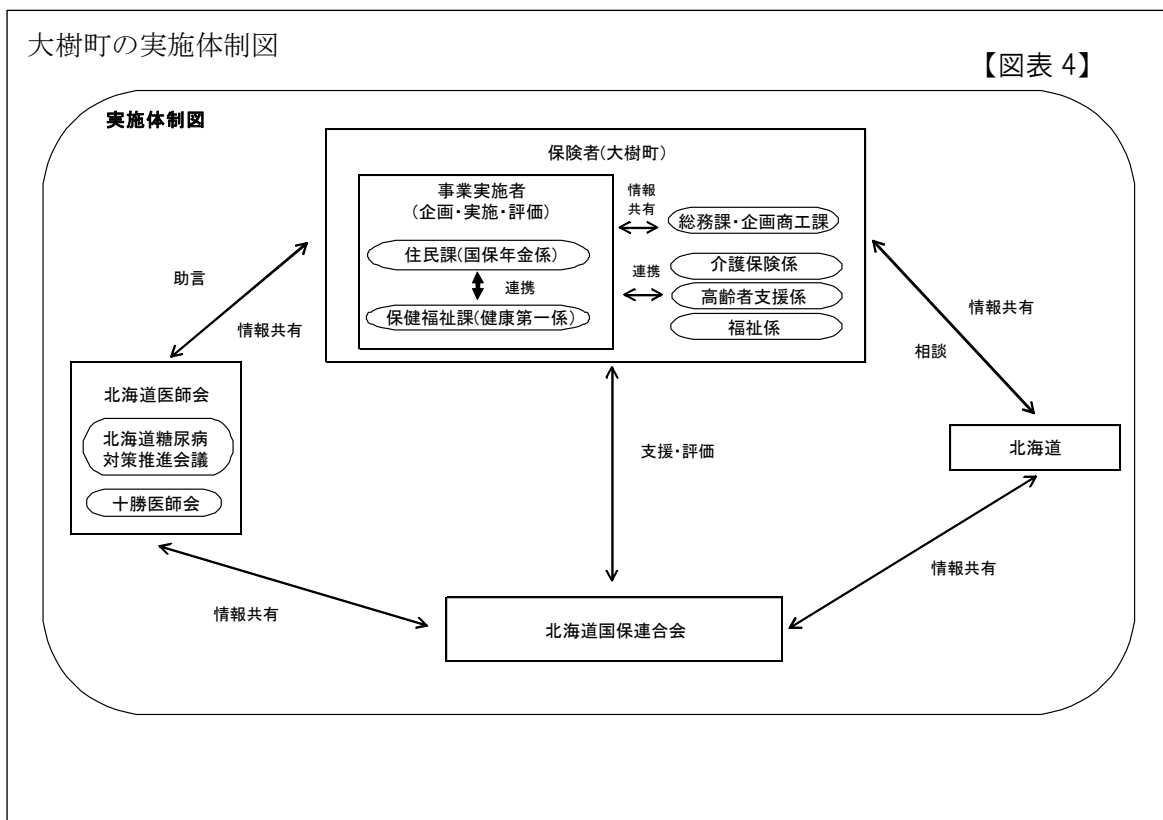 大樹町の実施体制図
【図表 4】
実施体制図
保険者(大樹町)
事業実施者
(企画・実施・評価)
住民課(国保年金係)
連携
保健福祉課(健康第一係)
情報
共有
総務課・企画商工課
連携
介護保険係
高齢者支援係
福祉係
助言
情報共有
情報共有
相談
北海道医師会
北海道糖尿病
対策推進会議
十勝医師会
支援・評価
北海道
情報共有
情報共有
北海道国保連合会